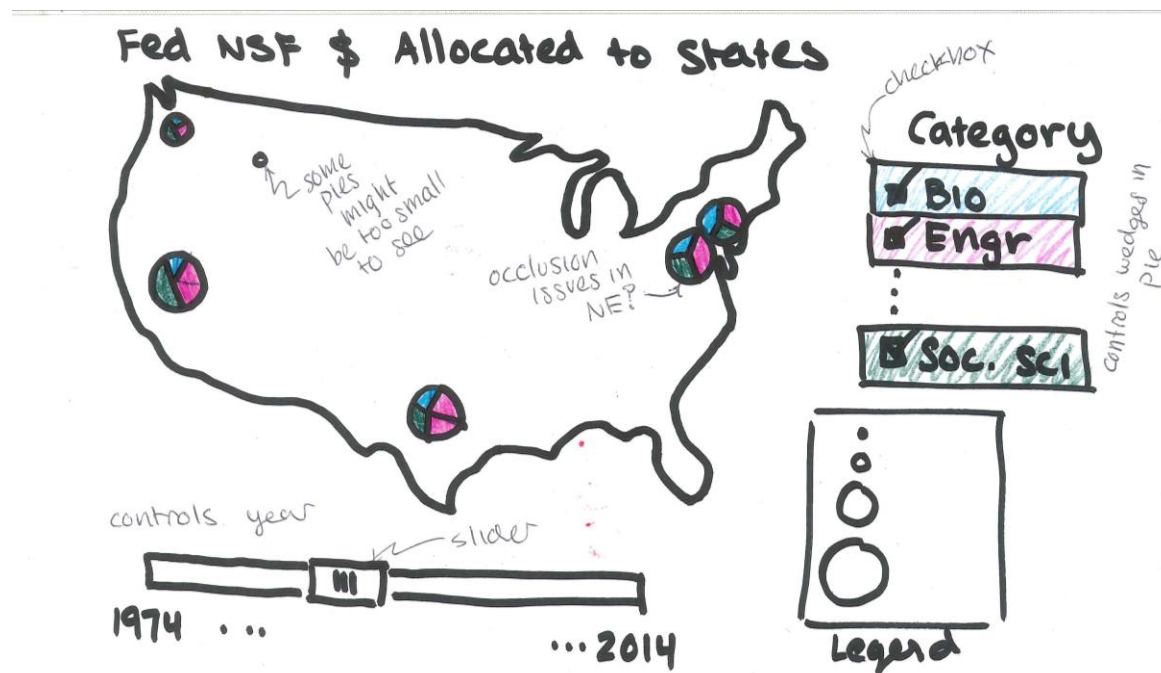 Fed NSF $ Allocated to States
checkbox
Category
Bio
Engr
Soc. Sci
controls wedges in
pie
some
pies
might
be too small
to see
occlusion
issues in
NE?
controls year
slider
1974 ...
... 2014
Legend